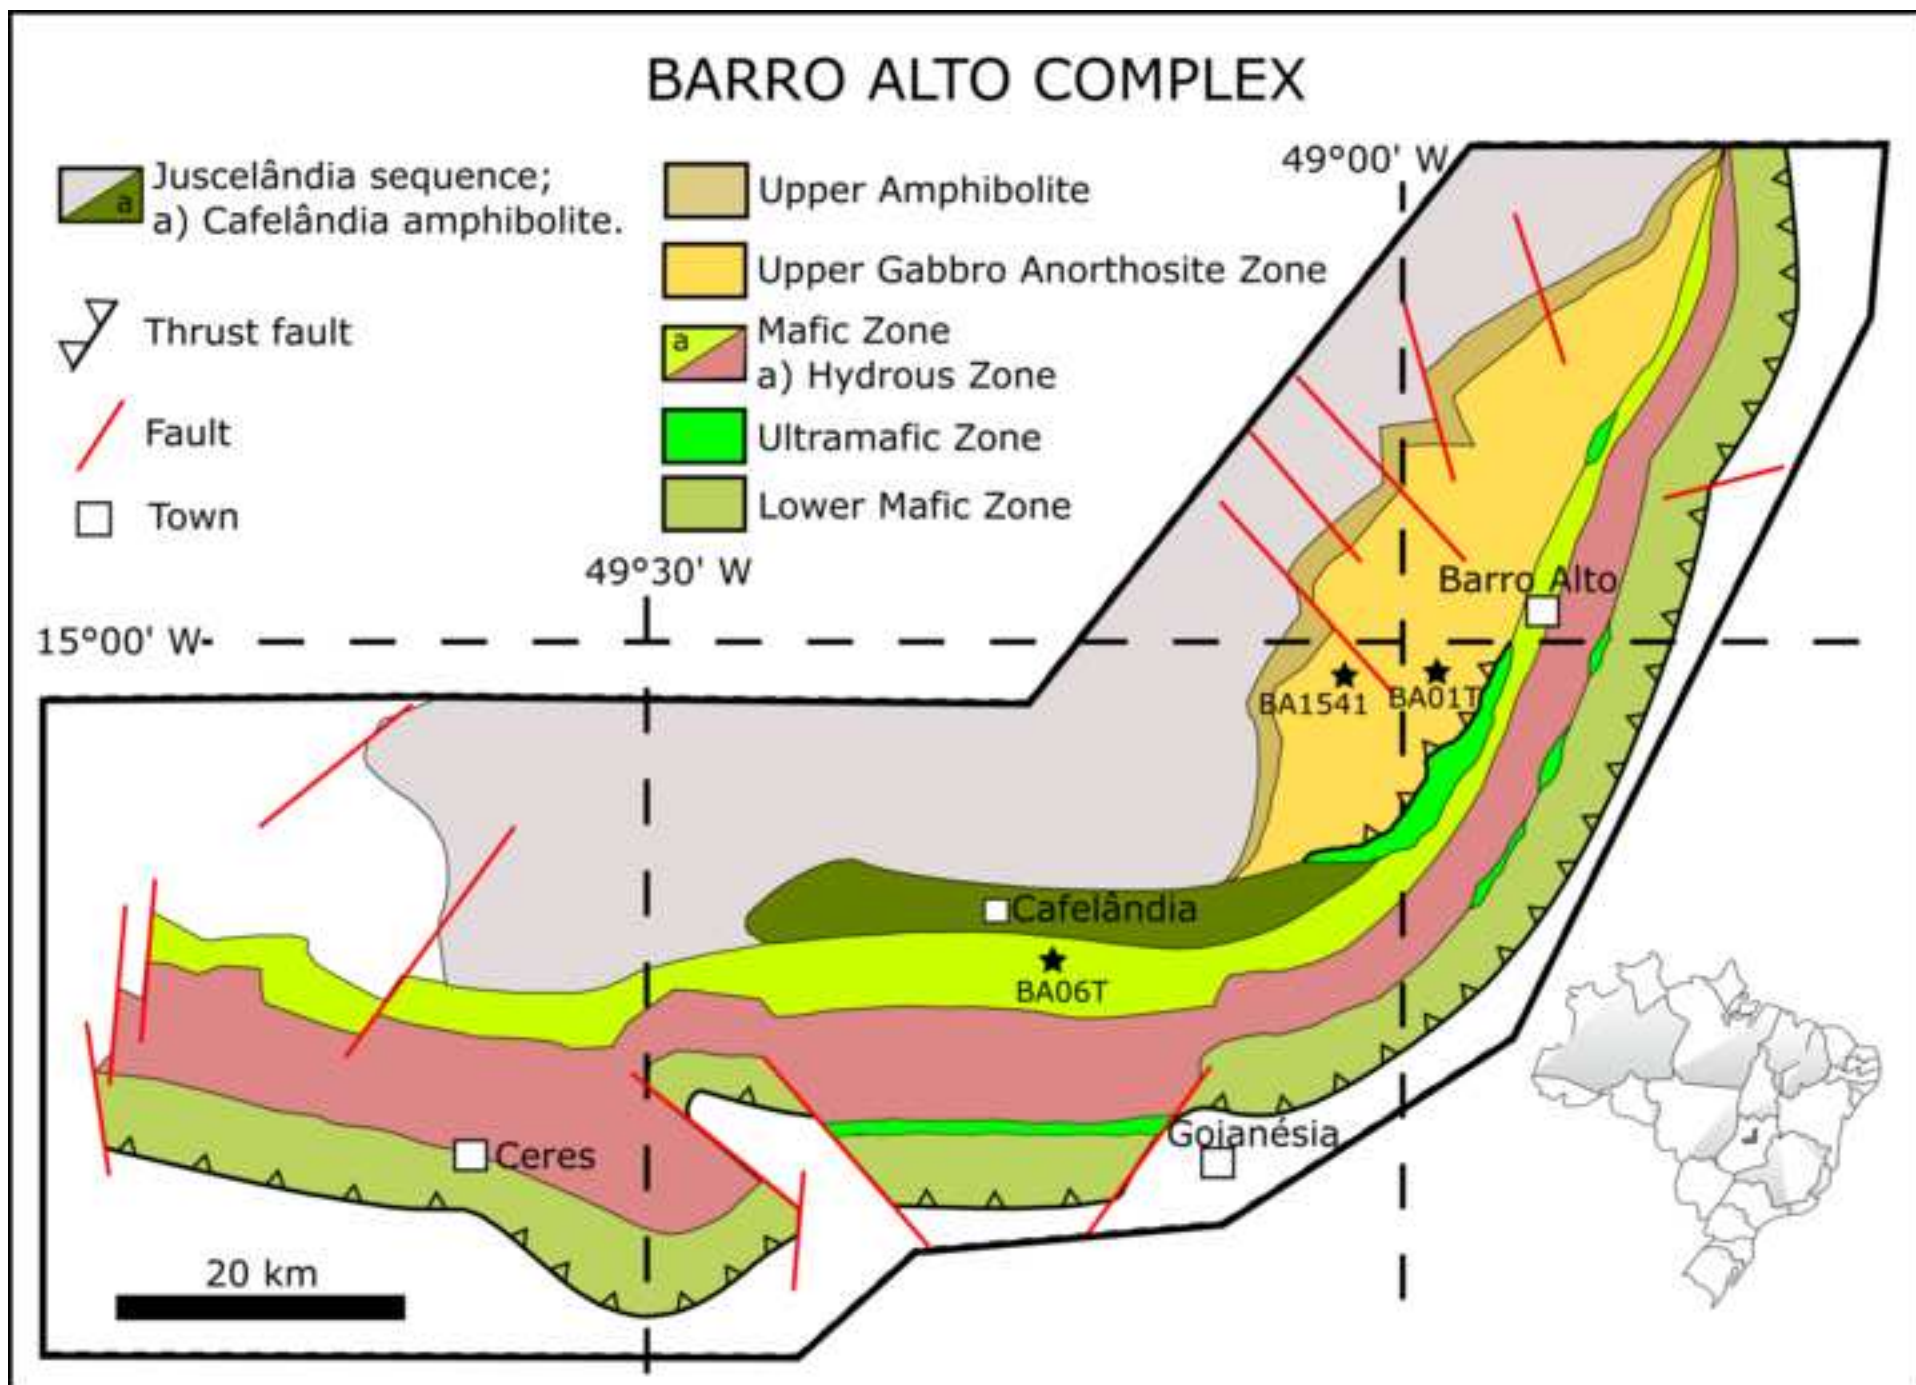 BARRO ALTO COMPLEX
Juscelândia sequence;
a
a) Cafelândia amphibolite.
Thrust fault
Fault
Town
Upper Amphibolite
Upper Gabbro Anorthosite Zone
Mafic Zone
a
a) Hydrous Zone
Ultramafic Zone
Lower Mafic Zone
49°00' W
49°30' W
15°00' W
Barro Alto
BA1541
BA01T
Cafelândia
BA06T
Goianésia
Ceres
20 km